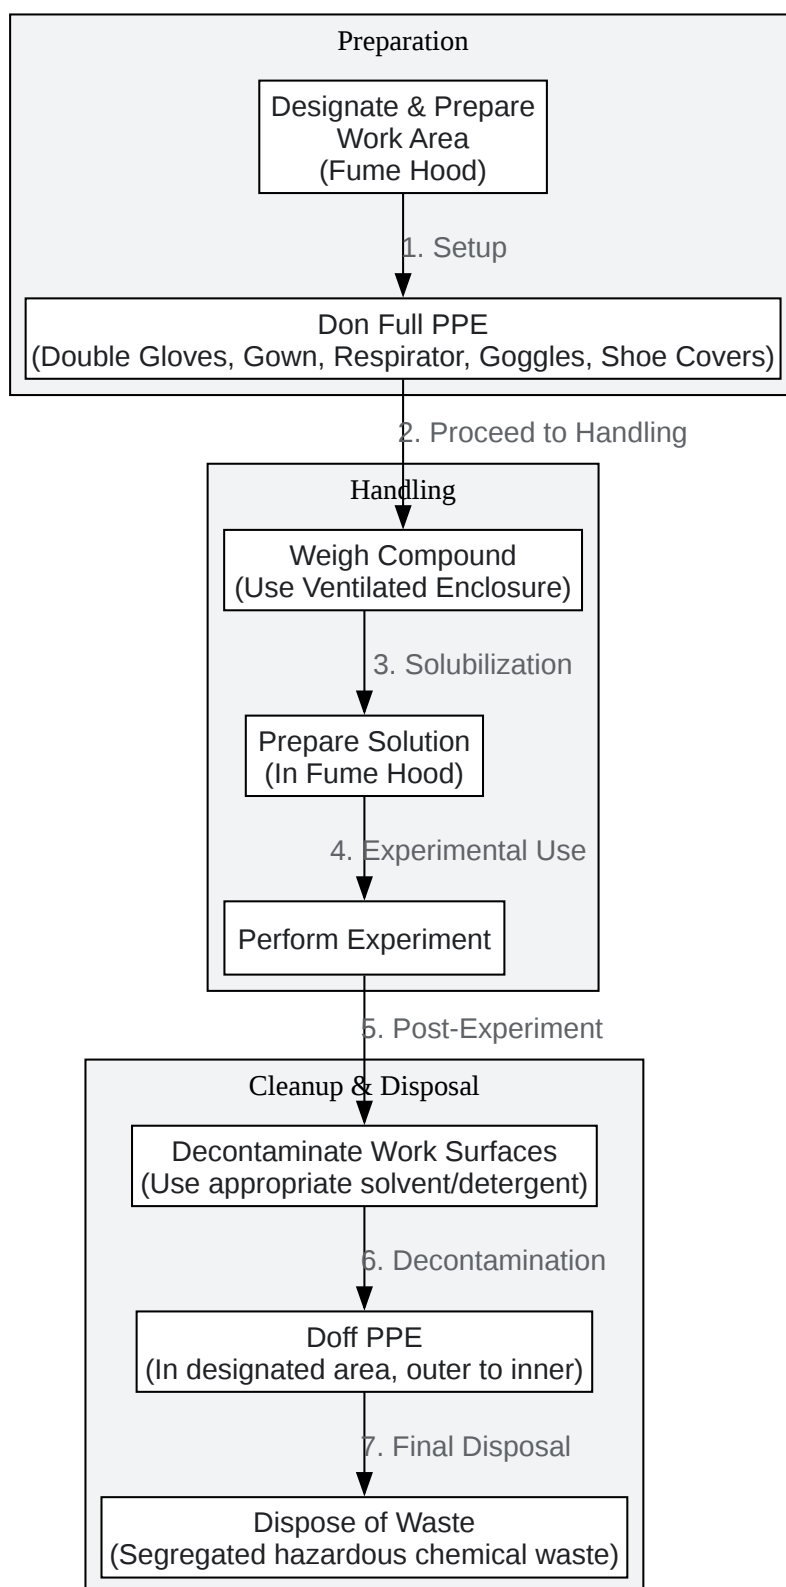 Preparation
Designate & Prepare
Work Area
(Fume Hood)
1. Setup
Don Full PPE
(Double Gloves, Gown, Respirator, Goggles, Shoe Covers)
2. Proceed to Handling
Handling
Weigh Compound
(Use Ventilated Enclosure)
3. Solubilization
Prepare Solution
(In Fume Hood)
4. Experimental Use
Perform Experiment
5. Post-Experiment
Cleanup & Disposal
Decontaminate Work Surfaces
(Use appropriate solvent/detergent)
6. Decontamination
Doff PPE
(In designated area, outer to inner)
7. Final Disposal
Dispose of Waste
(Segregated hazardous chemical waste)